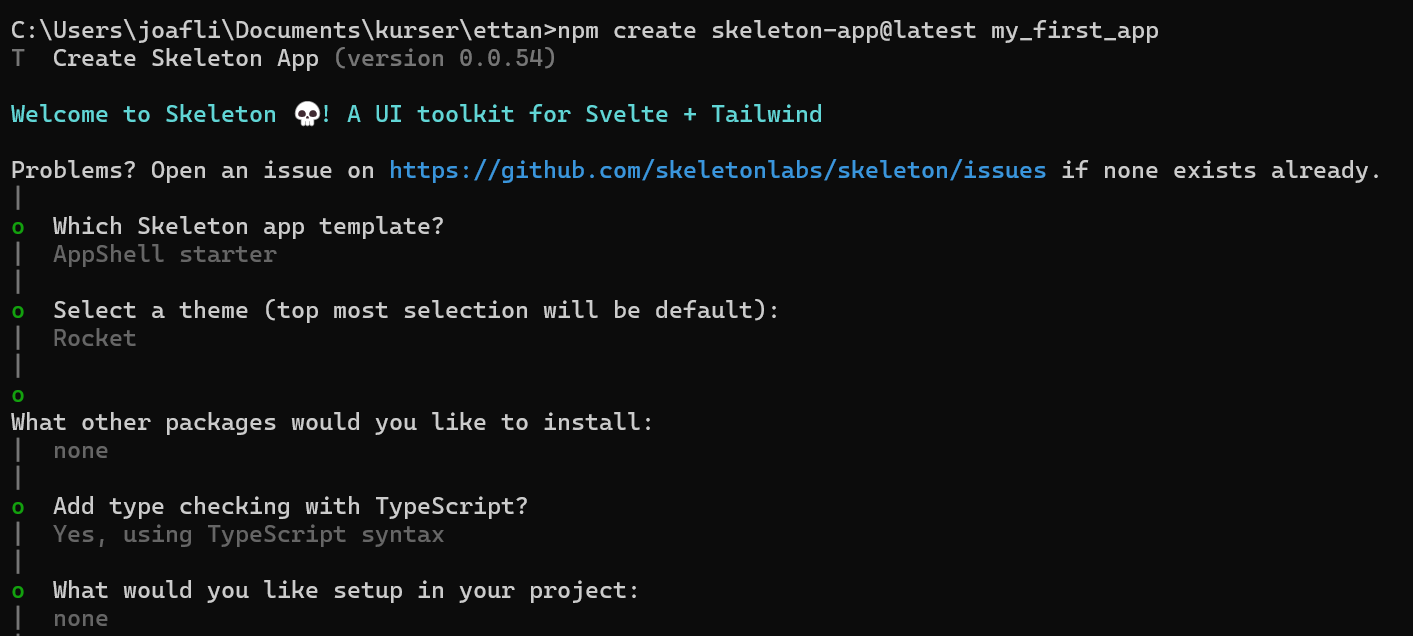 C:\Users\joafli\Documents\kurser\ettan>npm create skeleton-app@latest my_first_app
T  Create Skeleton App (version 0.0.54)
Welcome to Skeleton 💀! A UI toolkit for Svelte + Tailwind
Problems? Open an issue on https://github.com/skeletonlabs/skeleton/issues if none exists already.
|
o  Which Skeleton app template?
|  AppShell starter
|
o  Select a theme (top most selection will be default):
|  Rocket
|
o
What other packages would you like to install:
|  none
|
o  Add type checking with TypeScript?
|  Yes, using TypeScript syntax
|
o  What would you like setup in your project:
|  none